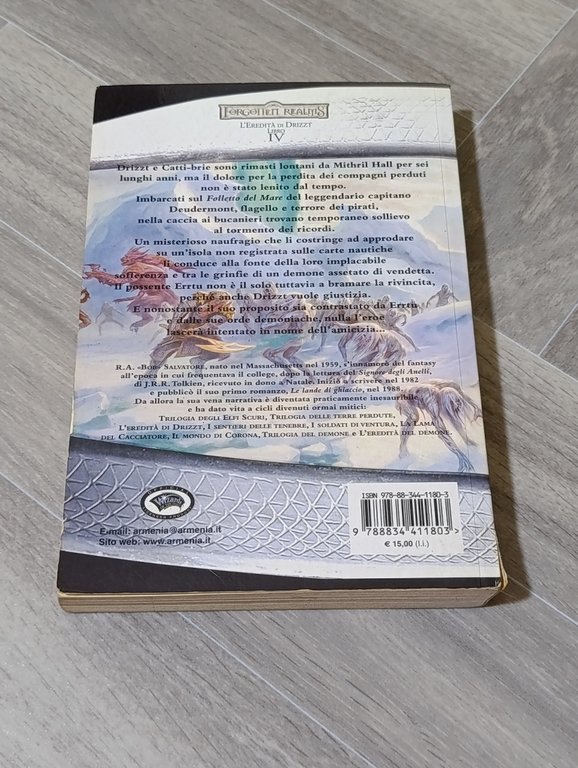 FORGOTTEN REALMS
L'EREDITÀ DI DRIZZT
LIBRO
IV
Drizzt e Catti-brie sono rimasti lontani da Mithril Hall per sei
lunghi anni, ma il dolore per la perdita dei compagni perduti
non è stato lenito dal tempo.
Imbarcati sul Folletto del Mare del leggendario capitano
Deudermont, flagello e terrore dei pirati,
nella caccia ai bucanieri trovano temporaneo sollievo
al tormento dei ricordi.
Un misterioso naufragio che li costringe ad approdare
su un'isola non registrata sulle carte nautiche
li conduce alla fonte della loro implacabile
sofferenza e tra le grinfie di un demone assetato di vendetta.
Il possente Errtu non è il solo tuttavia a bramare la rivincita,
perché anche Drizzt vuole giustizia.
E nonostante il suo proposito sia contrastato da Errtu
e dalle sue orde demoniache, nulla l'eroe
lascerà intentato in nome dell'amicizia...
R.A. «BOB» SALVATORE, nato nel Massachusetts nel 1959, s'innamorò del fantasy
all'epoca in cui frequentava il college, dopo la lettura del Signore degli Anelli,
di J.R.R. Tolkien, ricevuto in dono a Natale. Iniziò a scrivere nel 1982
e pubblicò il suo primo romanzo, Le lande di ghiaccio, nel 1988.
Da allora la sua vena narrativa è diventata praticamente inesauribile
e ha dato vita a cicli divenuti ormai mitici:
TRILOGIA DEGLI ELFI SCURI, TRILOGIA DELLE TERRE PERDUTE,
L'EREDITÀ DI DRIZZT, I SENTIERI DELLE TENEBRE, I SOLDATI DI VENTURA, LA LAMA
DEL CACCIATORE, IL MONDO DI CORONA, TRILOGIA DEL DEMONE e L'EREDITÀ DEL DEMONE.
E-mail: armenia@armenia.it
Sito web: www.armenia.it
ISBN 978-88-344-1180-3
9 788834 411803 >
€ 15,00 (i.i.)